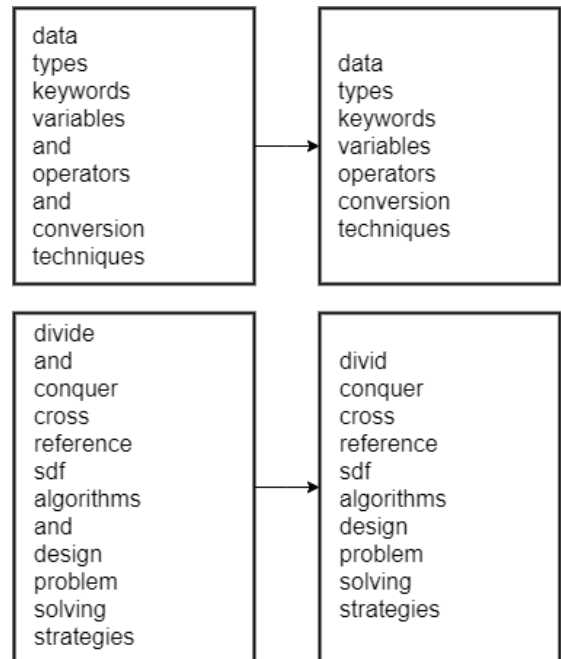 data
types
keywords
variables
and
operators
and
conversion
techniques
data
types
keywords
variables
operators
conversion
techniques
divide
and
conquer
cross
reference
sdf
algorithms
and
design
problem
solving
strategies
divid
conquer
cross
reference
sdf
algorithms
design
problem
solving
strategies